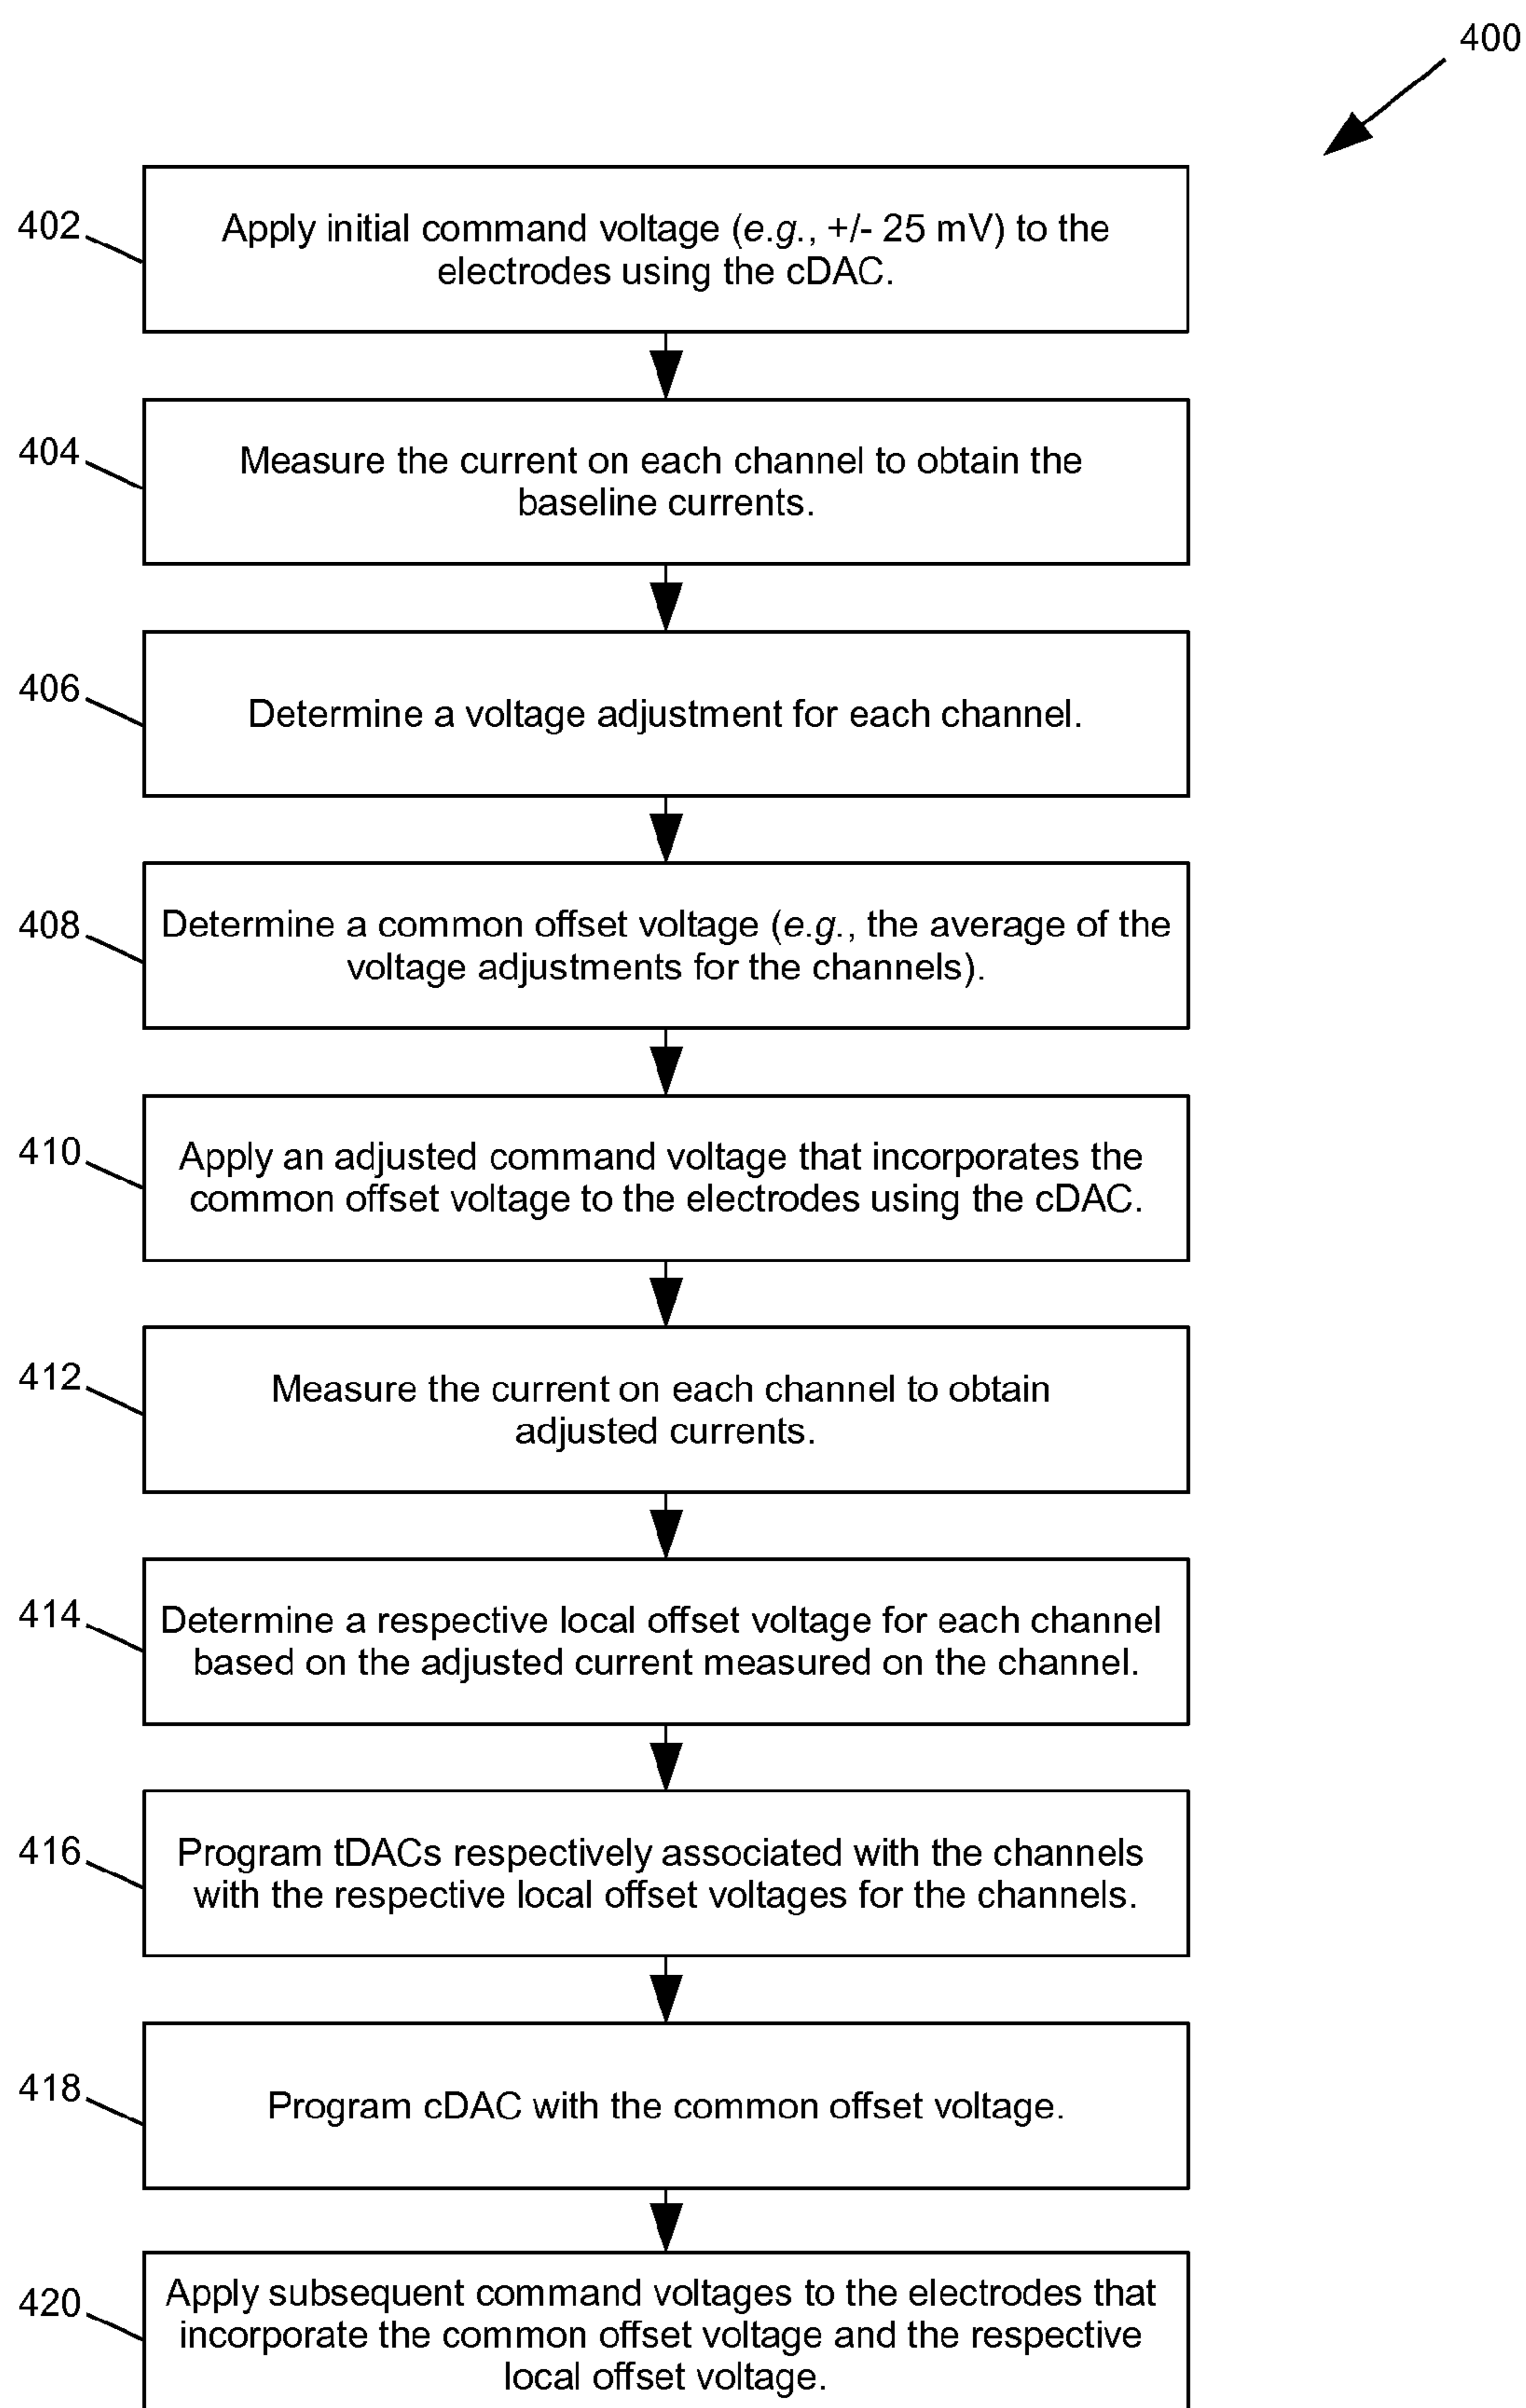 400
402
Apply initial command voltage (e.g., +/- 25 mV) to the
electrodes using the cDAC.
404
Measure the current on each channel to obtain the
baseline currents.
406
Determine a voltage adjustment for each channel.
408
Determine a common offset voltage (e.g., the average of the
voltage adjustments for the channels).
410
Apply an adjusted command voltage that incorporates the
common offset voltage to the electrodes using the cDAC.
412
Measure the current on each channel to obtain
adjusted currents.
414
Determine a respective local offset voltage for each channel
based on the adjusted current measured on the channel.
416
Program tDACs respectively associated with the channels
with the respective local offset voltages for the channels.
418
Program cDAC with the common offset voltage.
420
Apply subsequent command voltages to the electrodes that
incorporate the common offset voltage and the respective
local offset voltage.